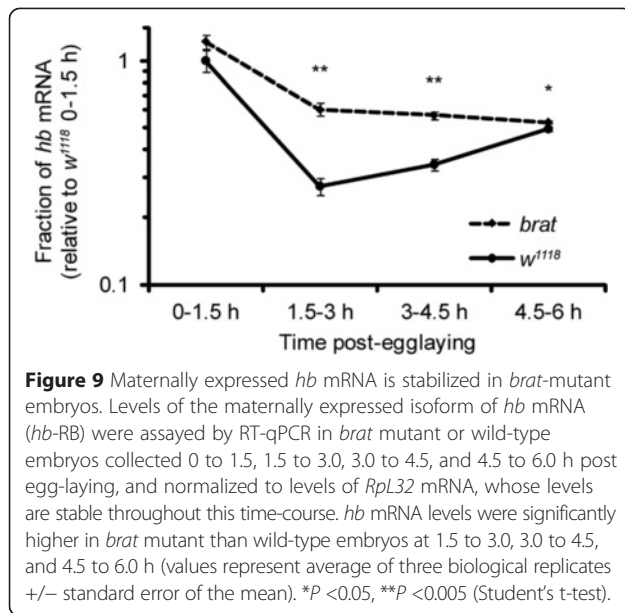 1
0.1
Fraction of hb mRNA
(relative to w¹¹¹⁸ 0-1.5 h)
** ** *
brat
w¹¹¹⁸
0-1.5 h 1.5-3 h 3-4.5 h 4.5-6 h
Time post-egglaying
Figure 9 Maternally expressed hb mRNA is stabilized in brat-mutant
embryos. Levels of the maternally expressed isoform of hb mRNA
(hb-RB) were assayed by RT-qPCR in brat mutant or wild-type
embryos collected 0 to 1.5, 1.5 to 3.0, 3.0 to 4.5, and 4.5 to 6.0 h post
egg-laying, and normalized to levels of RpL32 mRNA, whose levels
are stable throughout this time-course. hb mRNA levels were significantly
higher in brat mutant than wild-type embryos at 1.5 to 3.0, 3.0 to 4.5,
and 4.5 to 6.0 h (values represent average of three biological replicates
+/− standard error of the mean). *P <0.05, **P <0.005 (Student's t-test).